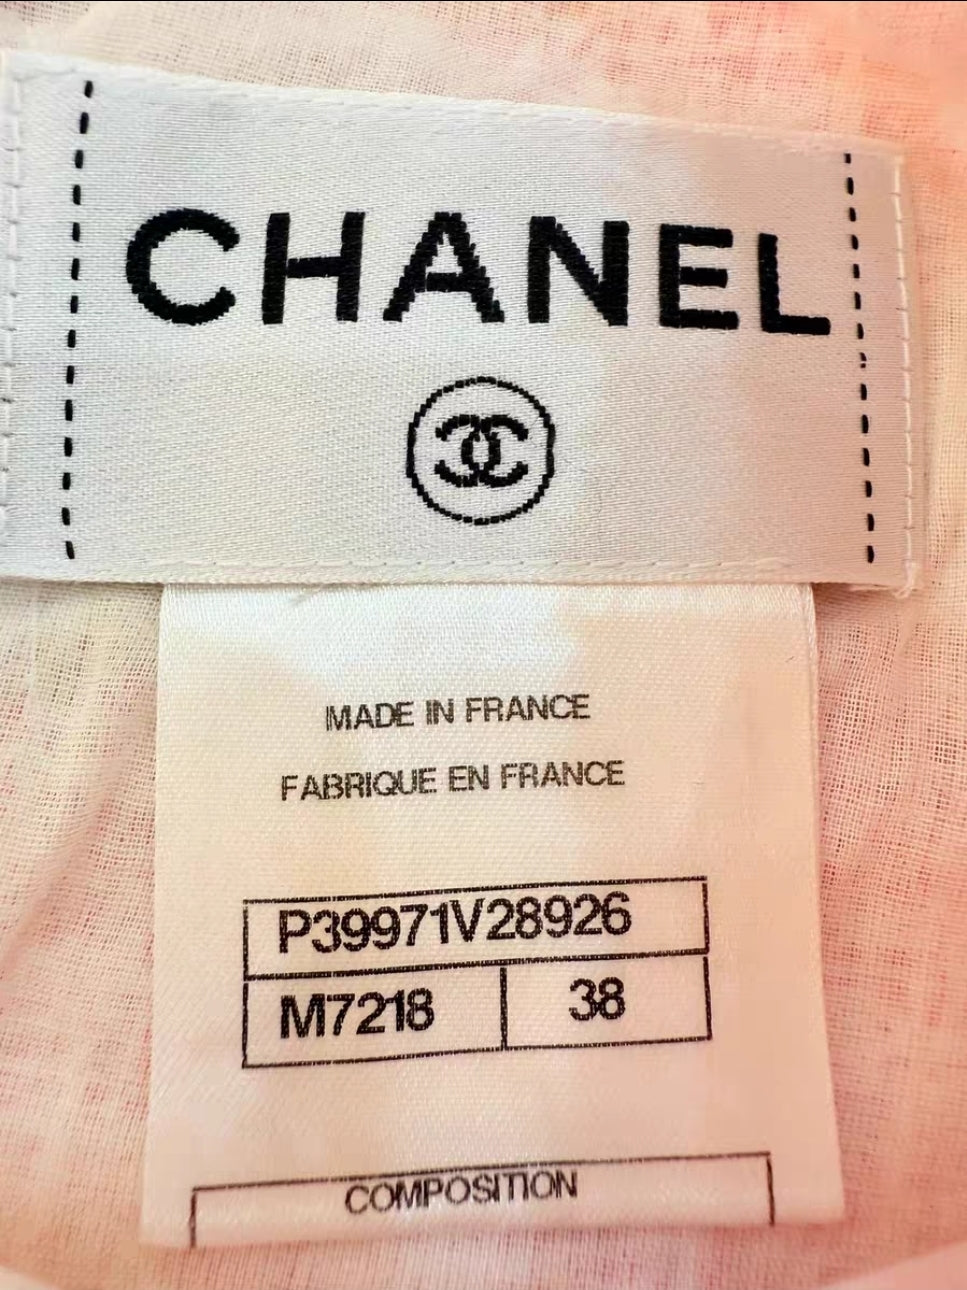 CHANEL
MADE IN FRANCE
FABRIQUE EN FRANCE
P39971V28926
M7218 38
COMPOSITION